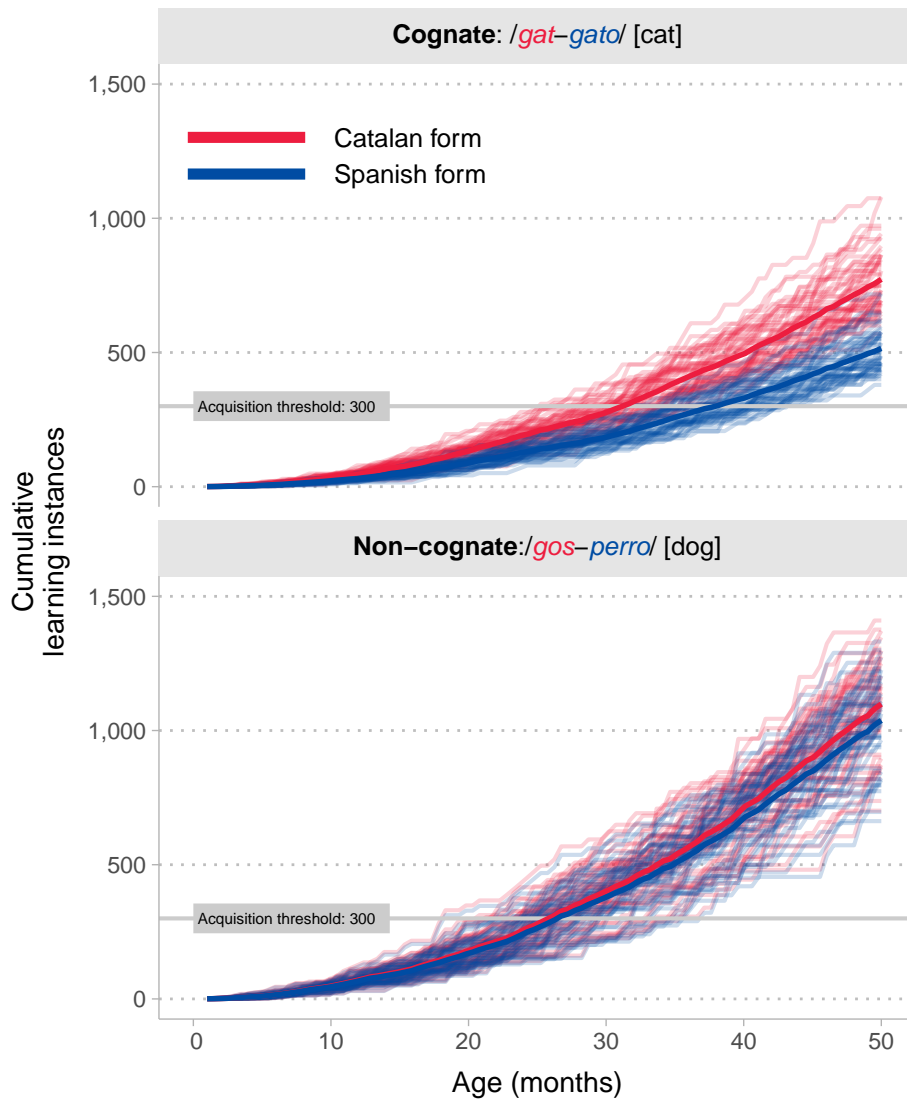 Cognate: /gat–gato/ [cat]
1,500
Catalan form
Spanish form
1,000
500
Acquisition threshold: 300
0
Cumulative
learning instances
Non–cognate:/gos–perro/ [dog]
1,500
1,000
500
Acquisition threshold: 300
0
0 10 20 30 40 50
Age (months)